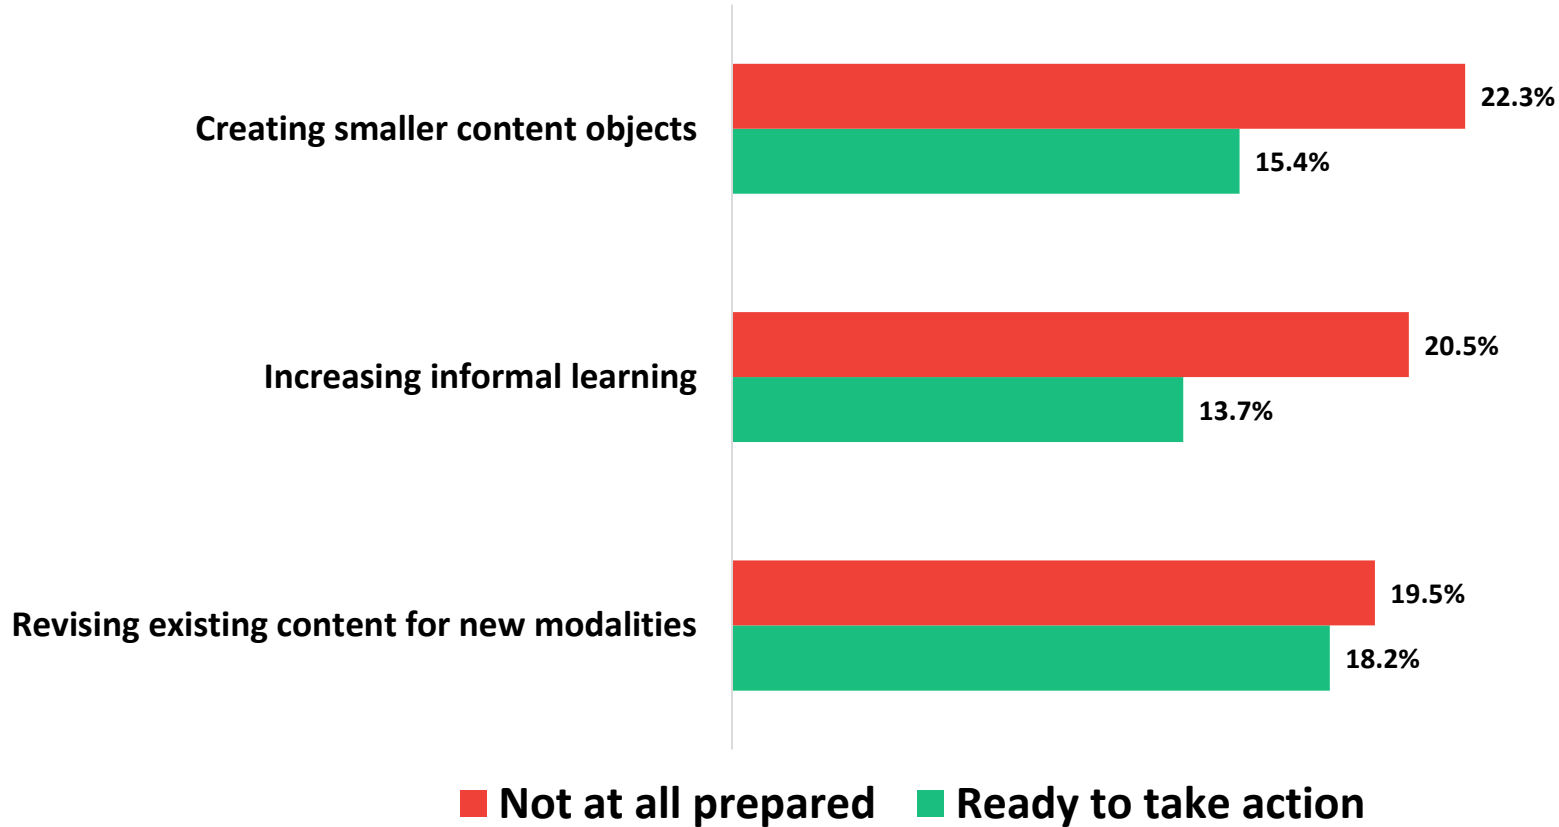 Creating smaller content objects
22.3%
15.4%
Increasing informal learning
20.5%
13.7%
Revising existing content for new modalities
19.5%
18.2%
Not at all prepared
Ready to take action